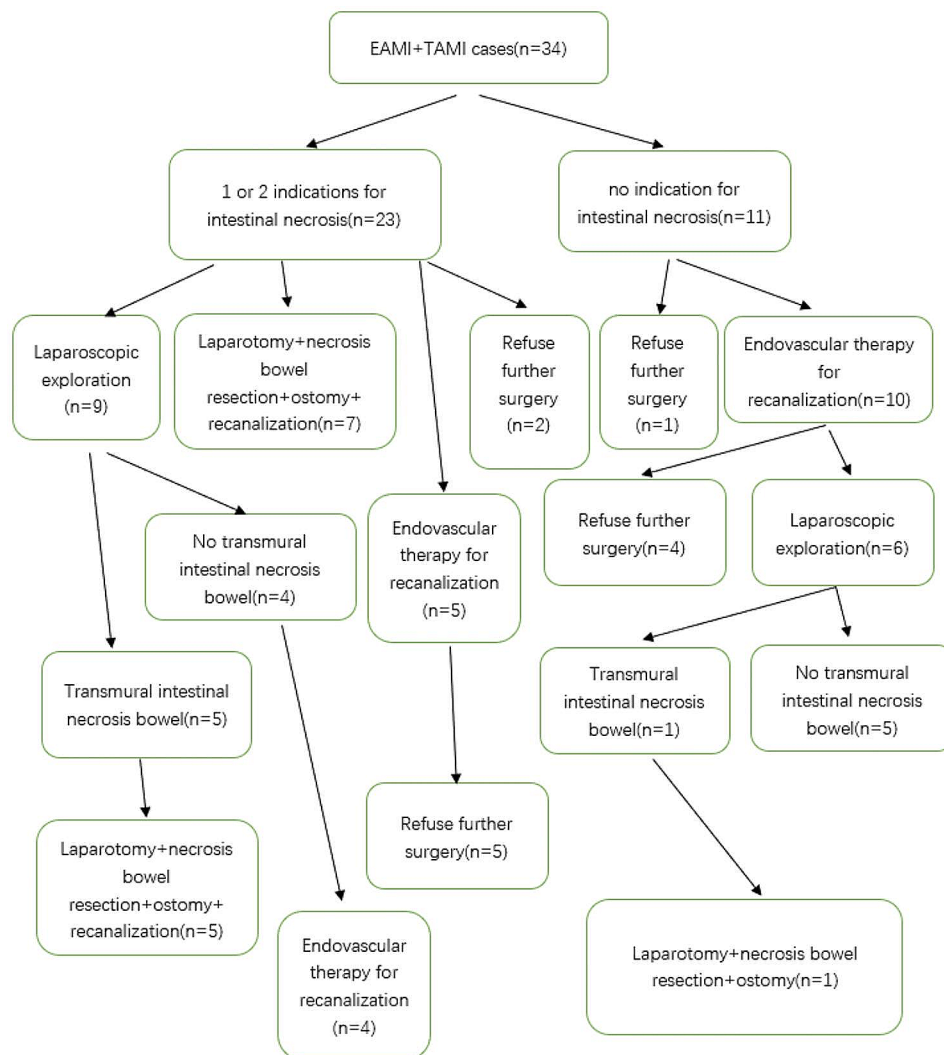 EAMI+TAMI cases(n=34)
1 or 2 indications for
intestinal necrosis(n=23)
no indication for
intestinal necrosis(n=11)
Laparoscopic
exploration
(n=9)
Laparotomy+necrosis
bowel
resection+ostomy+
recanalization(n=7)
Refuse
further
surgery
(n=2)
Refuse
further
surgery
(n=1)
Endovascular therapy
for
recanalization(n=10)
No transmural
intestinal necrosis
bowel(n=4)
Endovascular
therapy for
recanalization
(n=5)
Refuse further
surgery(n=4)
Laparoscopic
exploration(n=6)
Transmural intestinal
necrosis bowel(n=5)
Transmural
intestinal necrosis
bowel(n=1)
No transmural
intestinal necrosis
bowel(n=5)
Laparotomy+necrosis
bowel
resection+ostomy+
recanalization(n=5)
Refuse further
surgery(n=5)
Endovascular
therapy for
recanalization
(n=4)
Laparotomy+necrosis bowel
resection+ostomy(n=1)